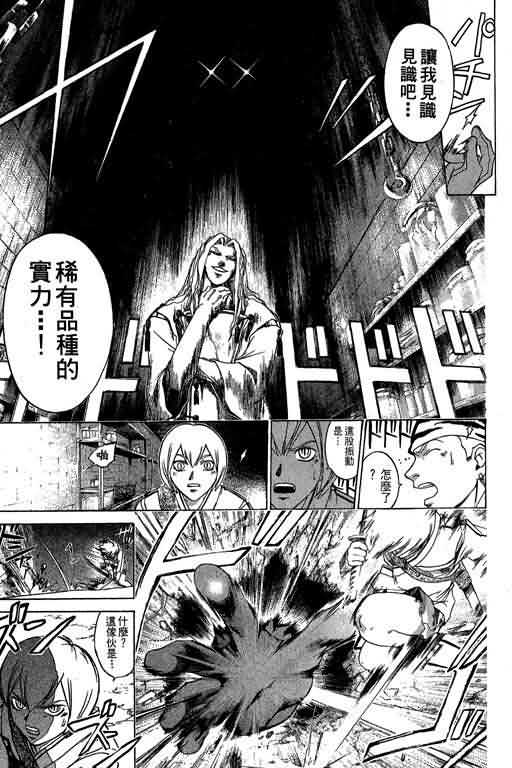 パチン
讓我見識
見識吧…
稀有品種的
實力…!
ドドドド
怎麼了
?
這股振動
是…
啪
什麼?
這傢伙是…